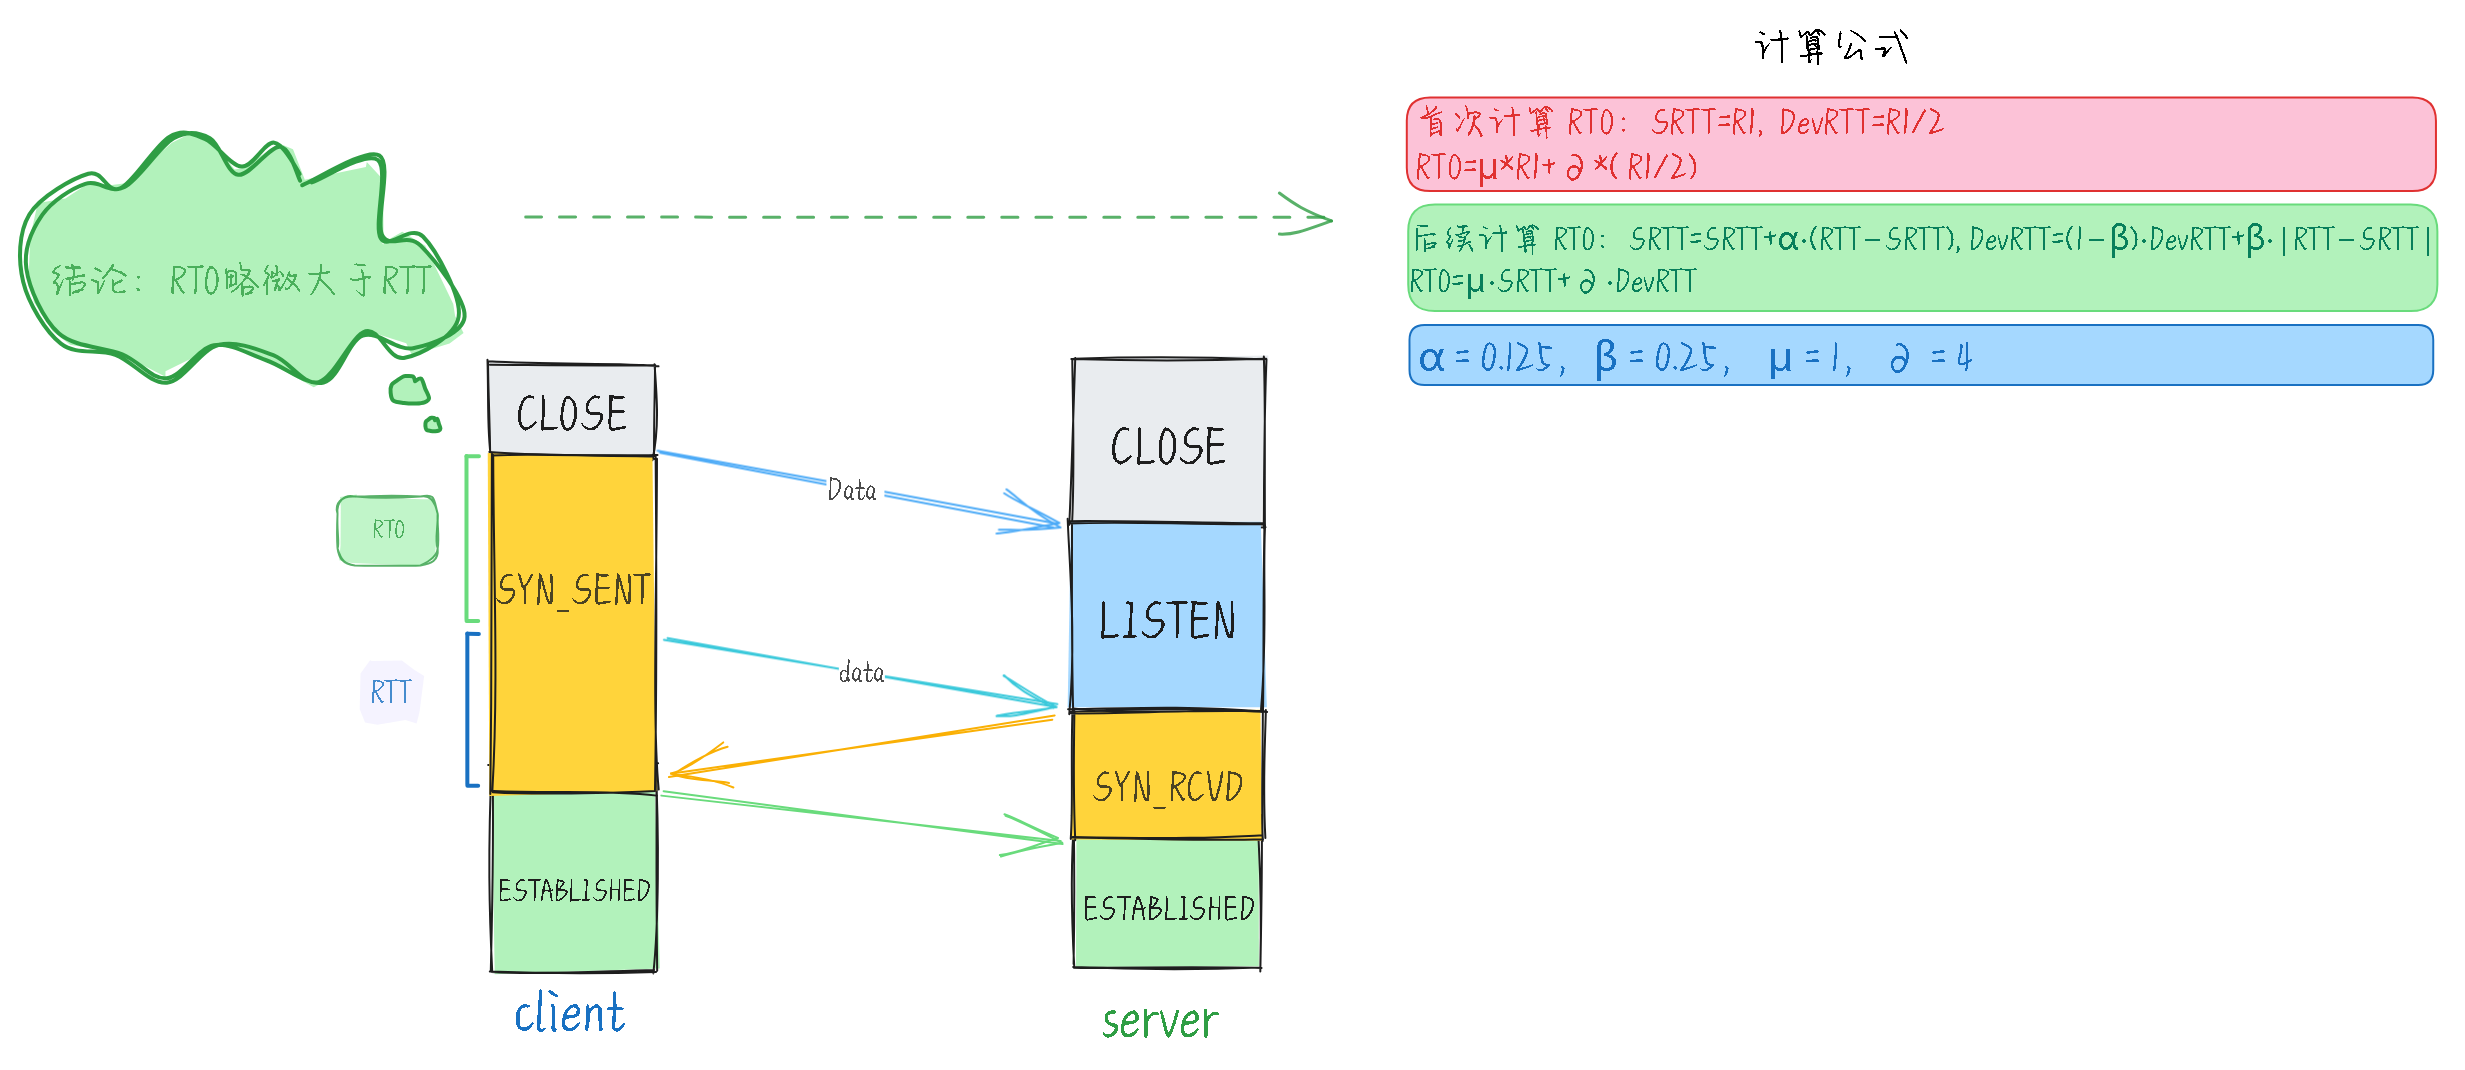 计算公式
首次计算 RTO: SRTT=R1, DevRTT=R1/2
RTO=μ*R1+ ∂ *( R1/2)
后续计算 RTO: SRTT=SRTT+α·(RTT-SRTT), DevRTT=(1-β)·DevRTT+β·|RTT-SRTT|
RTO=μ·SRTT+ ∂ ·DevRTT
α = 0.125, β = 0.25, μ = 1, ∂ = 4
结论: RTO略微大于RTT
CLOSE
CLOSE
Data
RTO
SYN_SENT
LISTEN
data
RTT
SYN_RCVD
ESTABLISHED
ESTABLISHED
client
server